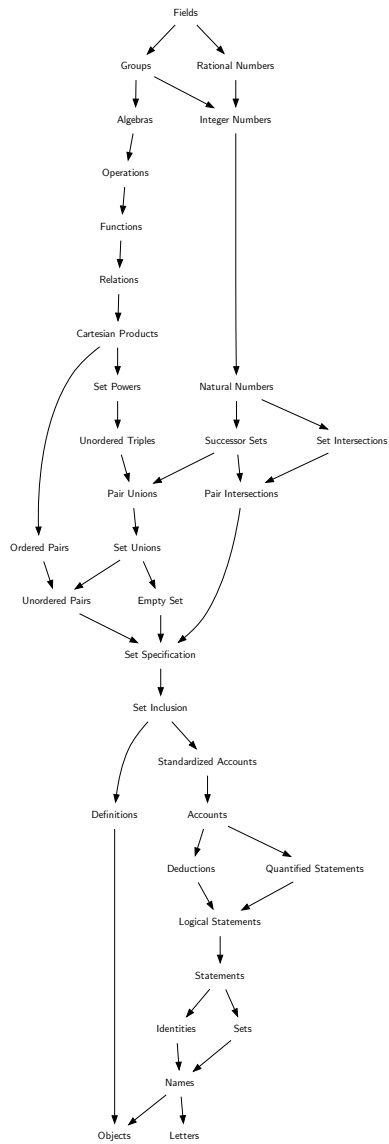 Fields
Groups
Rational Numbers
Algebras
Integer Numbers
Operations
Functions
Relations
Cartesian Products
Set Powers
Natural Numbers
Unordered Triples
Successor Sets
Set Intersections
Pair Unions
Pair Intersections
Ordered Pairs
Set Unions
Unordered Pairs
Empty Set
Set Specification
Set Inclusion
Standardized Accounts
Definitions
Accounts
Deductions
Quantified Statements
Logical Statements
Statements
Identities
Sets
Names
Objects
Letters